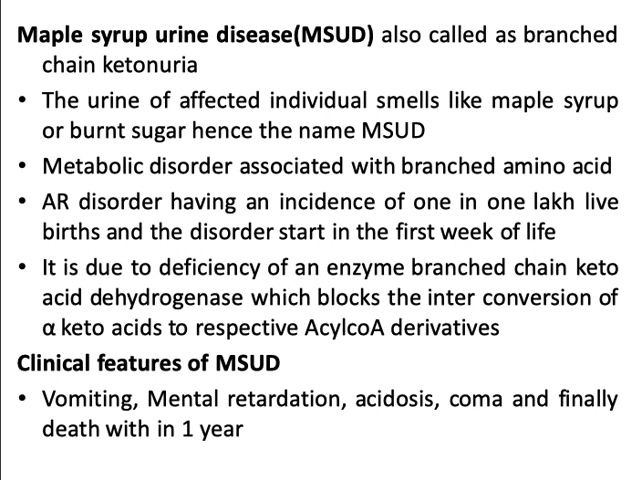 Maple syrup urine disease(MSUD) also called as branched
chain ketonuria
• The urine of affected individual smells like maple syrup
or burnt sugar hence the name MSUD
• Metabolic disorder associated with branched amino acid
• AR disorder having an incidence of one in one lakh live
births and the disorder start in the first week of life
• It is due to deficiency of an enzyme branched chain keto
acid dehydrogenase which blocks the inter conversion of
α keto acids to respective AcylcoA derivatives
Clinical features of MSUD
• Vomiting, Mental retardation, acidosis, coma and finally
death with in 1 year